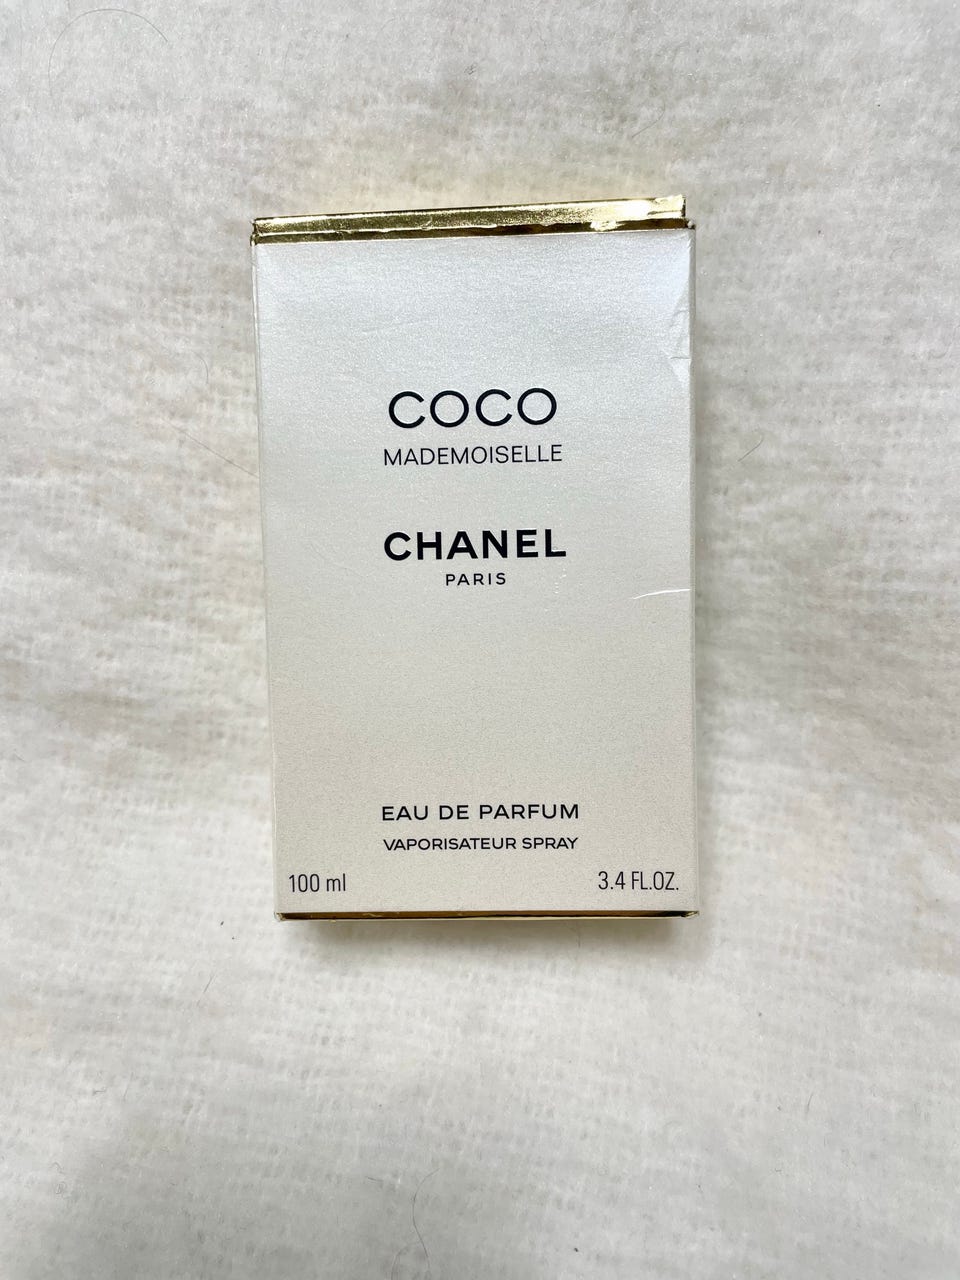 COCO
MADEMOISELLE
CHANEL
PARIS
EAU DE PARFUM
VAPORISATEUR SPRAY
100 ml 3.4 FL.OZ.